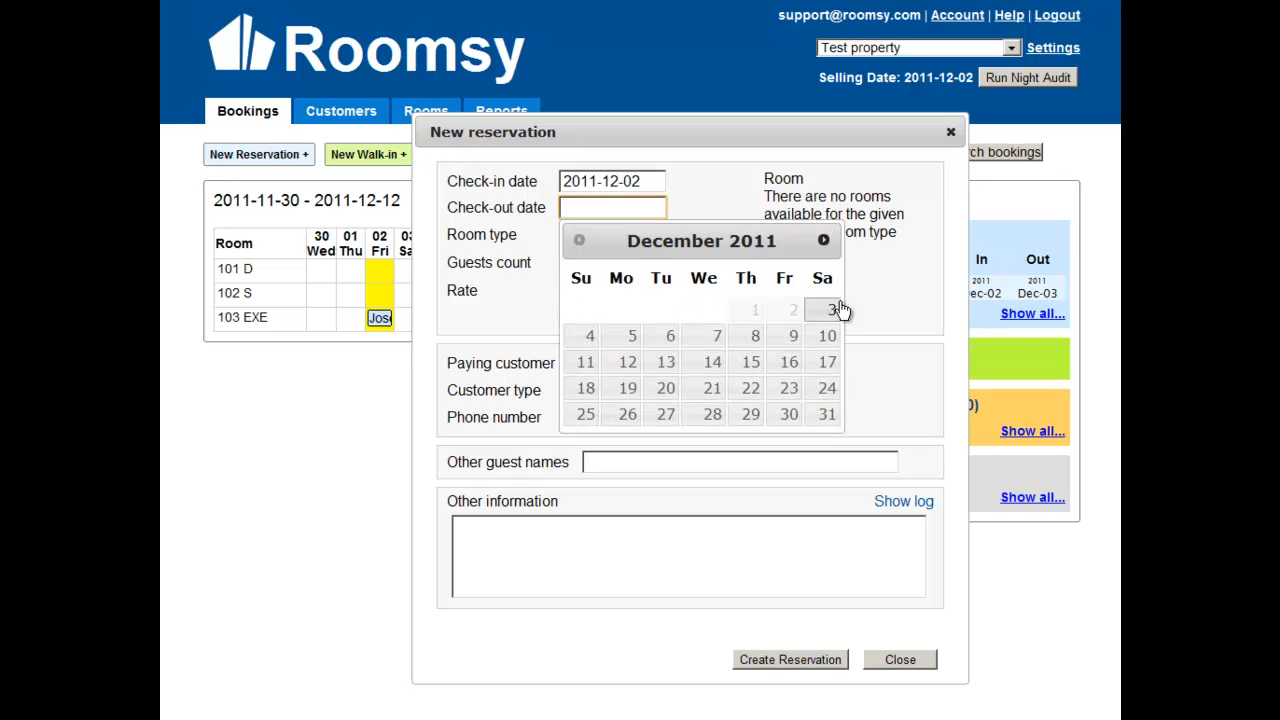 support@roomsy.com | Account | Help | Logout
Roomsy
Test property
Settings
Selling Date: 2011-12-02
Run Night Audit
Bookings
Customers
Rooms
Reports
New reservation
New Reservation +
New Walk-in +
bookings
2011-11-30 - 2011-12-12
Room 30 Wed 01 Thu 02 Fri
101 D
102 S
103 EXE
Check-in date 2011-12-02
Check-out date
Room type
Guests count
Rate
Room
There are no rooms
available for the given
type
December 2011
Su Mo Tu We Th Fr Sa
1 2 3
4 5 6 7 8 9 10
11 12 13 14 15 16 17
18 19 20 21 22 23 24
25 26 27 28 29 30 31
In Out
2011 2011
Dec-03
Show all...
Show all...
Show all...
Paying customer
Customer type
Phone number
Other guest names
Other information
Show log
Create Reservation
Close